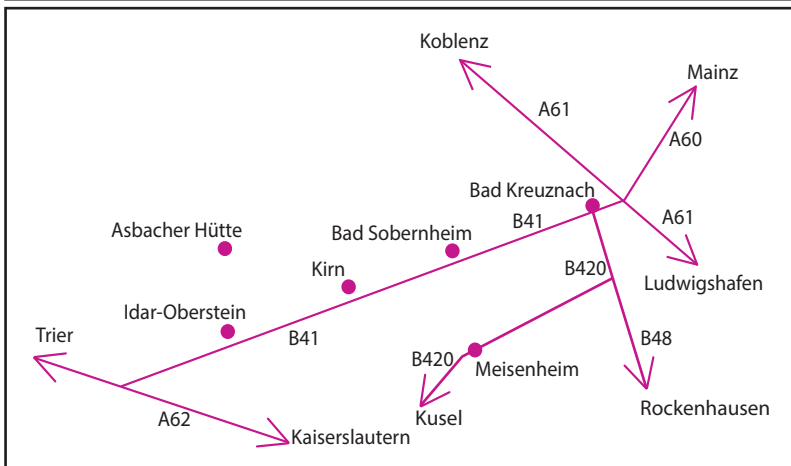 Koblenz
Mainz
A61
A60
Bad Kreuznach
A61
Asbacher Hütte
Bad Sobernheim
B41
Kirn
B420
Ludwigshafen
Idar-Oberstein
Trier
B41
B48
B420
Meisenheim
A62
Kusel
Rockenhausen
Kaiserslautern